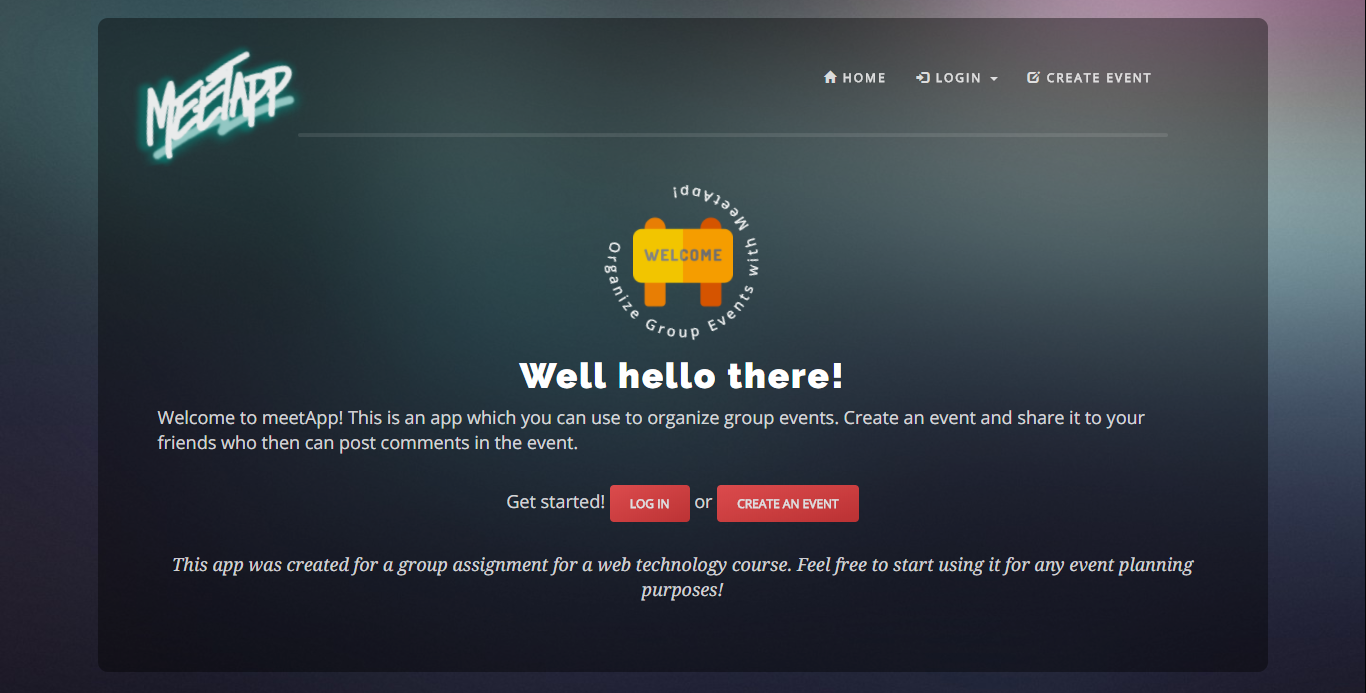 MEETAPP
HOME
LOGIN
CREATE EVENT
Organize Group Events with MeetApp!
WELCOME
Well hello there!
Welcome to meetApp! This is an app which you can use to organize group events. Create an event and share it to your
friends who then can post comments in the event.
Get started! LOG IN or CREATE AN EVENT
This app was created for a group assignment for a web technology course. Feel free to start using it for any event planning
purposes!